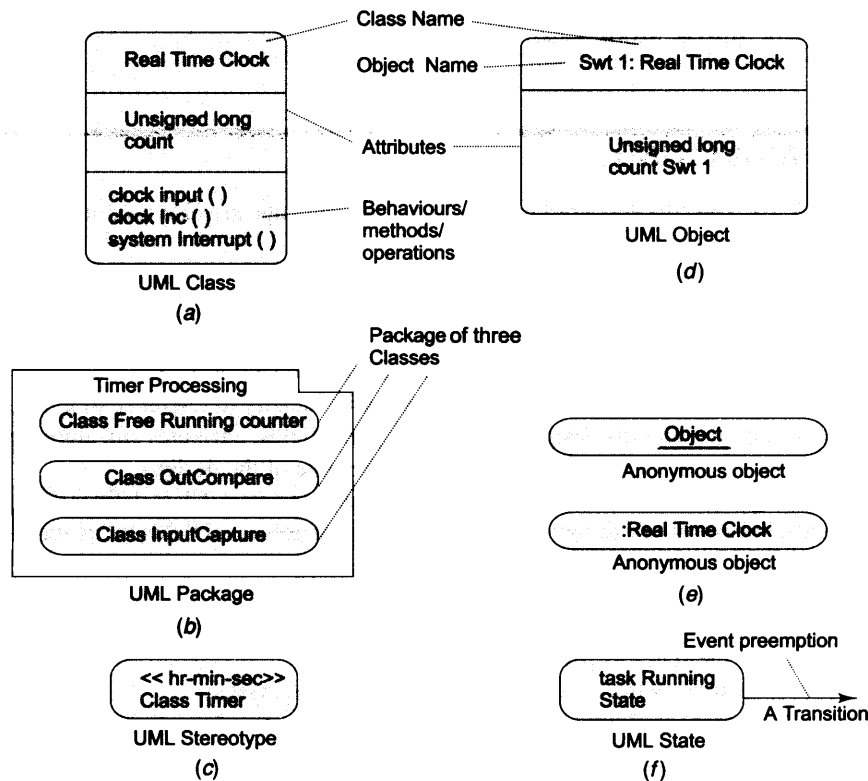 Class Name
Real Time Clock
Object Name
Swt 1: Real Time Clock
Unsigned long
count
Attributes
Unsigned long
count Swt 1
clock input ( )
clock Inc ( )
system Interrupt ( )
Behaviours/
methods/
operations
UML Class
(a)
UML Object
(d)
Package of three
Classes
Timer Processing
Class Free Running counter
Class OutCompare
Class InputCapture
UML Package
(b)
Object
Anonymous object
:Real Time Clock
Anonymous object
(e)
<< hr-min-sec>>
Class Timer
UML Stereotype
(c)
Event preemption
task Running
State
A Transition
UML State
(f)